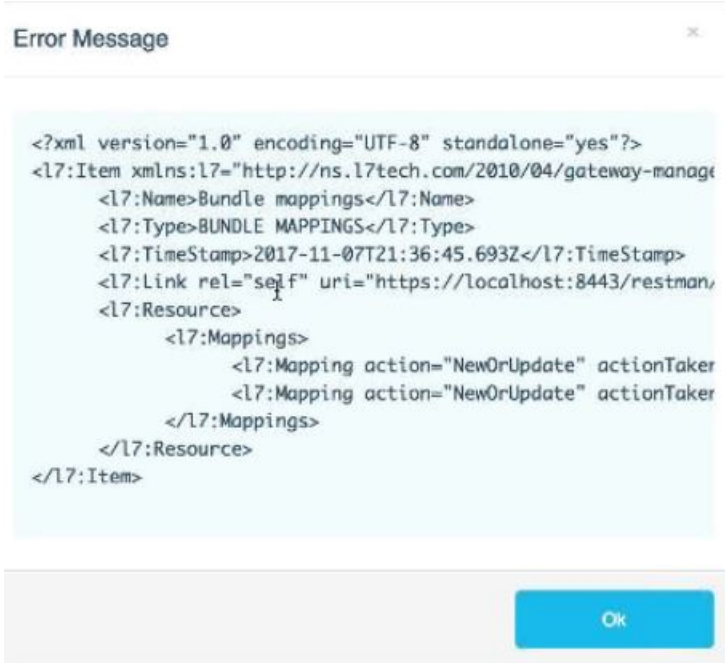 Error Message
×
<?xml version="1.0" encoding="UTF-8" standalone="yes"?>
<l7:Item xmlns:l7="http://ns.l7tech.com/2010/04/gateway-manage
<l7:Name>Bundle mappings</l7:Name>
<l7:Type>BUNDLE MAPPINGS</l7:Type>
<l7:TimeStamp>2017-11-07T21:36:45.693Z</l7:TimeStamp>
<l7:Link rel="self" uri="https://localhost:8443/restman/
<l7:Resource>
<l7:Mappings>
<l7:Mapping action="NewOrUpdate" actionTaker
<l7:Mapping action="NewOrUpdate" actionTaker
</l7:Mappings>
</l7:Resource>
</l7:Item>
Ok